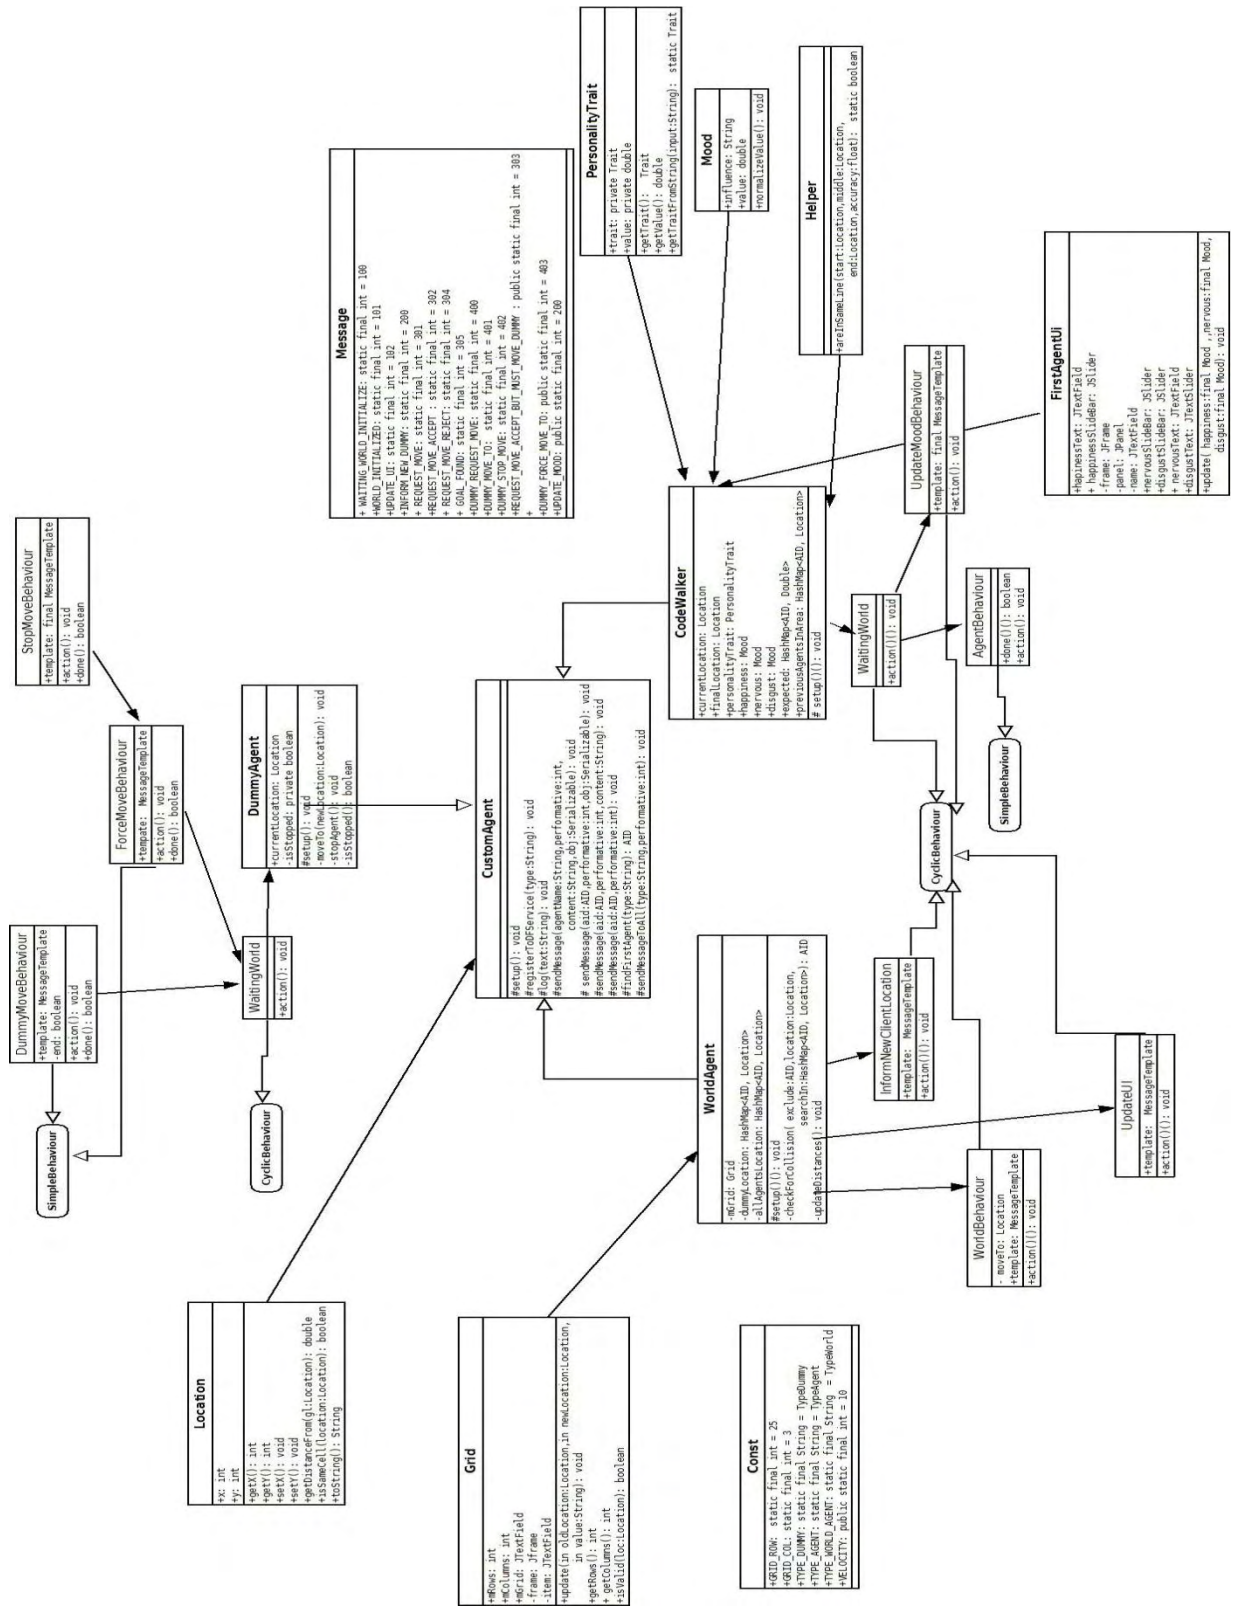 StopMoveBehaviour
+template: final MessageTemplate
+action(): void
+done(): boolean
ForceMoveBehaviour
+tempate: MessageTemplate
+action(): void
+done(): boolean
DummyMoveBehaviour
+template: MessageTemplate
-end: boolean
+action(): void
+done(): boolean
SimpleBehaviour
WaitingWorld
+action(): void
CyclicBehaviour
DummyAgent
+currentLocation: Location
-isStopped: private boolean
#setup(): void
-moveTo(newLocation:Location): void
-stopAgent(): void
-isStopped(): boolean
Location
+x: int
+y: int
+getX(): int
+getY(): int
+setX(): void
+setY(): void
+getDistanceFrom(gl:Location): double
+isSameCell(location:Location): boolean
+toString(): String
Message
+ WAITING_WORLD_INITIALIZE: static final int = 100
+WORLD_INITIALIZED: static final int = 101
+UPDATE_UI: static final int = 102
+INFORM_NEW_DUMMY: static final int = 200
+ REQUEST_MOVE: static final int = 301
+REQUEST_MOVE_ACCEPT : static final int = 302
+ REQUEST_MOVE_REJECT: static final int = 304
+ GOAL_FOUND: static final int = 305
+DUMMY_REQUEST_MOVE: static final int = 400
+DUMMY_MOVE_TO: static final int = 401
+DUMMY_STOP_MOVE: static final int = 402
+REQUEST_MOVE_ACCEPT_BUT_MUST_MOVE_DUMMY : public static final int = 303
+
+DUMMY_FORCE_MOVE_TO: public static final int = 403
+UPDATE_MOOD: public static final int = 200
CustomAgent
#setup(): void
#registerToDFService(type:String): void
#log(text:String): void
#sendMessage(agentName:String,performative:int,
content:String,obj:Serializable): void
# sendMessage(aid:AID,performative:int,obj:Serializable): void
#sendMessage(aid:AID,performative:int,content:String): void
#sendMessage(aid:AID,performative:int): void
#findFirstAgent(type:String): AID
#sendMessageToAll(type:String,performative:int): void
Grid
+mRows: int
+mColumns: int
+mGrid: JTextField
-frame: Jframe
-item: JTextField
+update(in oldLocation:Location,in newLocation:Location,
in value:String): void
+getRows(): int
+ getColumns(): int
+isValid(loc:Location): boolean
PersonalityTrait
+trait: private Trait
+value: private double
+getTrait(): Trait
+getValue(): double
+getTraitFromString(input:String): static Trait
Mood
+influence: String
+value: double
+normalizeValue(): void
CodeWalker
+currentLocation: Location
+finalLocation: Location
+personalityTrait: PersonalityTrait
+happiness: Mood
+nervous: Mood
+disgust: Mood
+expected: HashMap<AID, Double>
+previousAgentsInArea: HashMap<AID, Location>
# setup()(): void
WorldAgent
-mGrid: Grid
-dummyLocation: HashMap<AID, Location>
-allAgentsLocation: HashMap<AID, Location>
#setup()(): void
-checkForCollision( exclude:AID,location:Location,
searchIn:HashMap<AID, Location>): AID
-updateDistances(): void
Const
+GRID_ROW: static final int = 25
+GRID_COL: static final int = 3
+TYPE_DUMMY: static final String = TypeDummy
+TYPE_AGENT: static final String = TypeAgent
+TYPE_WORLD_AGENT: static final String = TypeWorld
+VELOCITY: public static final int = 10
Helper
+areInSameLine(start:Location,middle:Location,
end:Location,accuracy:float): static boolean
WaitingWorld
+action()(): void
UpdateMoodBehaviour
+template: final MessageTemplate
+action(): void
InformNewClientLocation
+template: MessageTemplate
+action()(): void
CyclicBehaviour
AgentBehaviour
+done()(): boolean
+action(): void
SimpleBehaviour
WorldBehaviour
- moveTo: Location
+template: MessageTemplate
+action()(): void
FirstAgentUi
+hapinessText: JTextField
+ happinessSlideBar: JSlider
-frame: JFrame
-panel: JPanel
-name: JTextField
+nervousSlideBar: JSlider
+disgustSlideBar: JSlider
+ nervousText: JTextField
+disgustText: JTextSlider
+update( happiness:final Mood ,,nervous:final Mood,
disgust:final Mood): void
UpdateUI
+template: MessageTemplate
+action()(): void